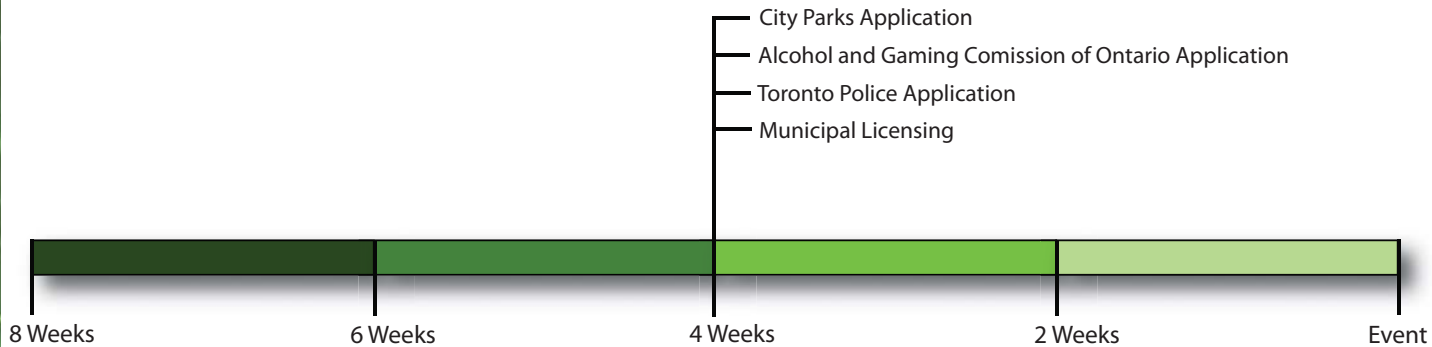 City Parks Application
Alcohol and Gaming Comission of Ontario Application
Toronto Police Application
Municipal Licensing
8 Weeks
6 Weeks
4 Weeks
2 Weeks
Event